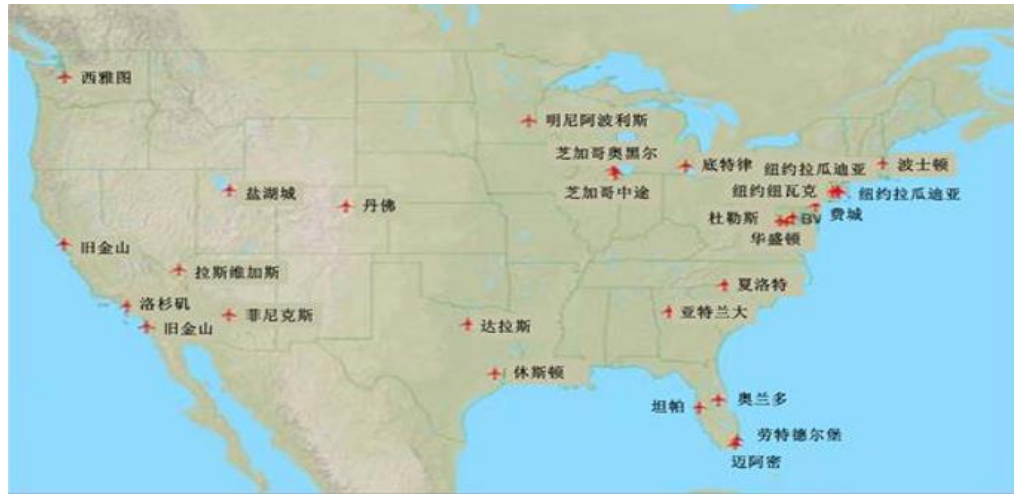 西雅图
明尼阿波利斯
芝加哥奥黑尔
底特律
纽约拉瓜迪亚
波士顿
芝加哥中途
盐湖城
丹佛
纽约纽瓦克
纽约拉瓜迪亚
杜勒斯
BV
费城
华盛顿
旧金山
拉斯维加斯
夏洛特
洛杉矶
菲尼克斯
亚特兰大
旧金山
达拉斯
休斯顿
坦帕
奥兰多
劳特德尔堡
迈阿密